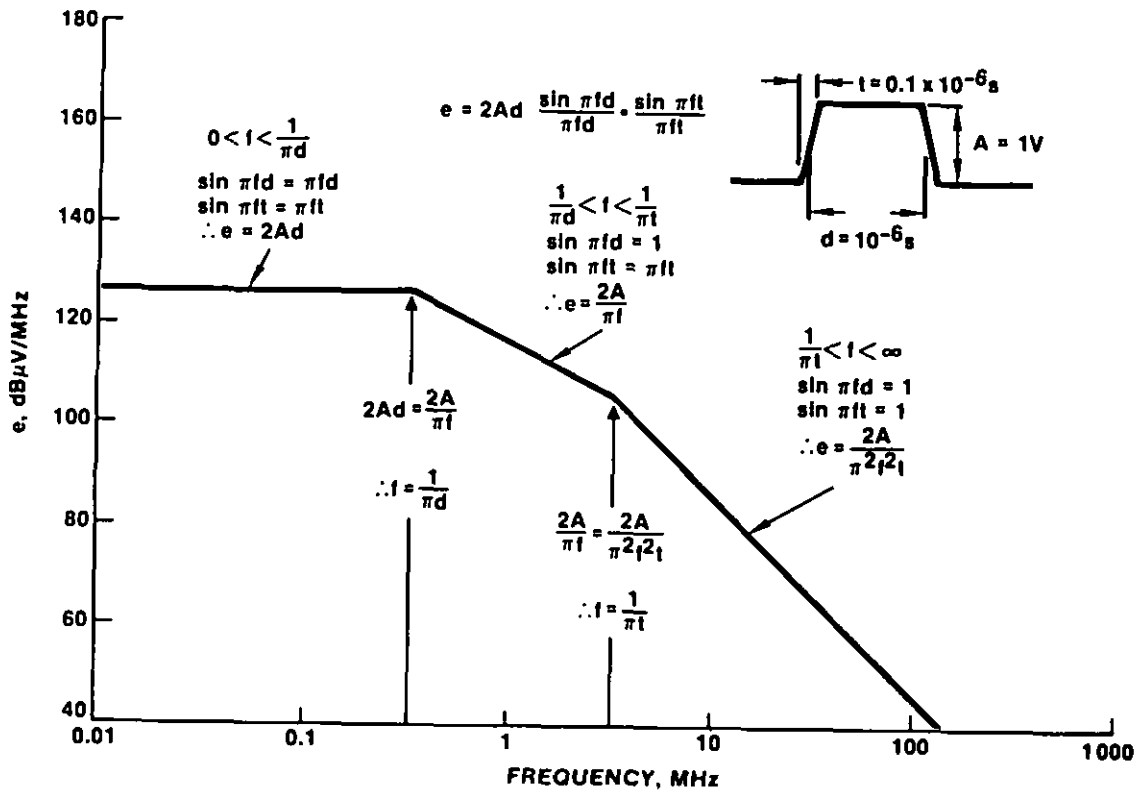 180
160
140
120
100
80
60
40
e, dBμV/MHz
0.01
0.1
1
10
100
1000
FREQUENCY, MHz
e = 2Ad sin πfd/πfd • sin πft/πft
t = 0.1 x 10⁻⁶s
A = 1V
d = 10⁻⁶s
0 < f < 1/πd
sin πfd = πfd
sin πft = πft
∴ e = 2Ad
1/πd < f < 1/πt
sin πfd = 1
sin πft = πft
∴ e = 2A/πf
1/πt < f < ∞
sin πfd = 1
sin πft = 1
∴ e = 2A/π²f²t
2Ad = 2A/πf
∴ f = 1/πd
2A/πf = 2A/π²f²t
∴ f = 1/πt